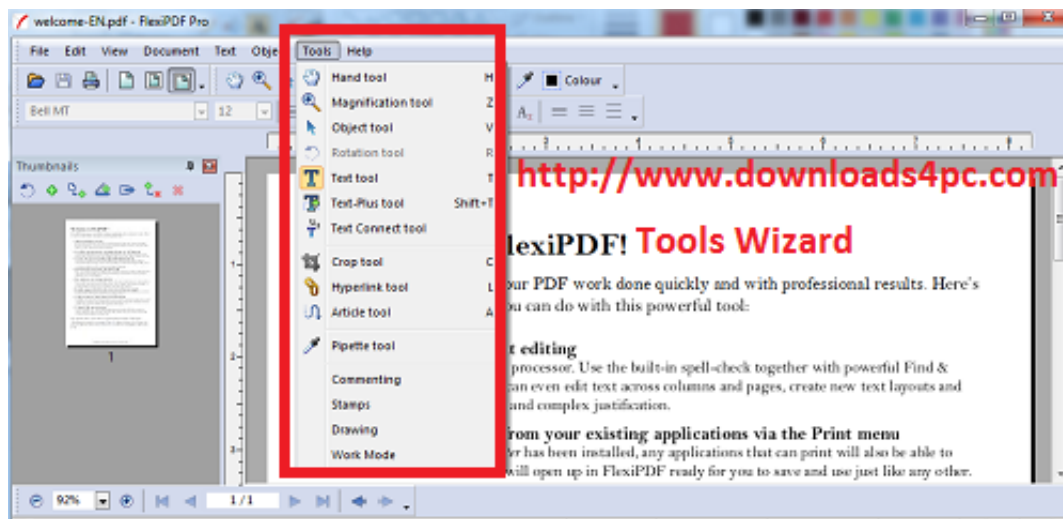 welcome-EN.pdf - FlexiPDF Pro
File Edit View Document Text Obje Tools Help
Colour
Bell MT 12
Thumbnails
Hand tool H
Magnification tool Z
Object tool V
Rotation tool R
Text tool T
Text-Plus tool Shift+T
Text Connect tool
Crop tool C
Hyperlink tool L
Article tool A
Pipette tool
Commenting
Stamps
Drawing
Work Mode
1
http://www.downloads4pc.com
lexiPDF! Tools Wizard
our PDF work done quickly and with professional results. Here's
ou can do with this powerful tool:
t editing
processor. Use the built-in spell-check together with powerful Find &
can even edit text across columns and pages, create new text layouts and
and complex justification.
from your existing applications via the Print menu
er has been installed, any applications that can print will also be able to
will open up in FlexiPDF ready for you to save and use just like any other.
92% 1/1